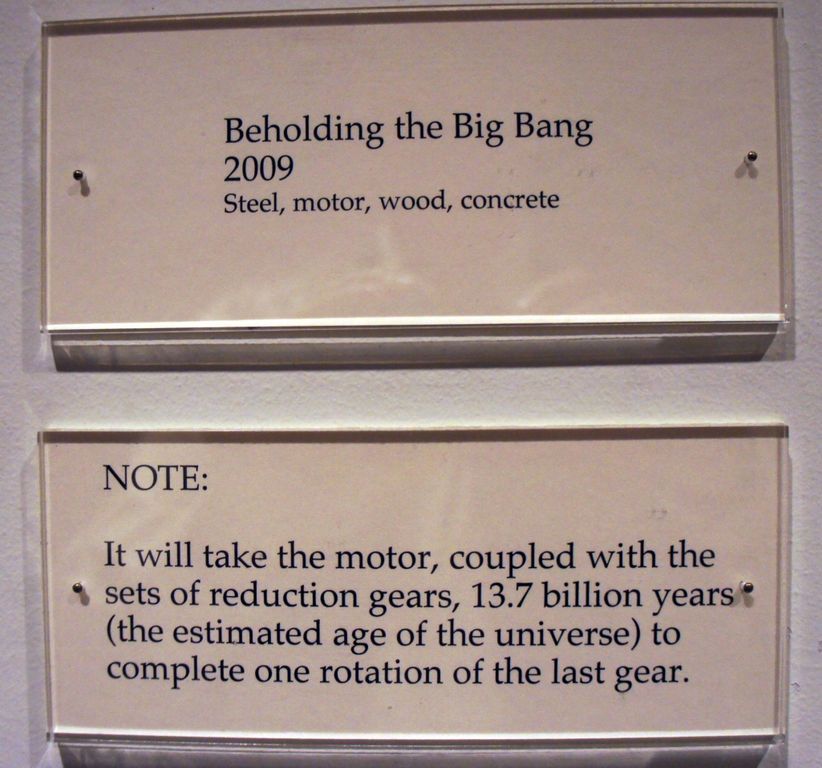 Beholding the Big Bang
2009
Steel, motor, wood, concrete
NOTE:
It will take the motor, coupled with the
sets of reduction gears, 13.7 billion years
(the estimated age of the universe) to
complete one rotation of the last gear.